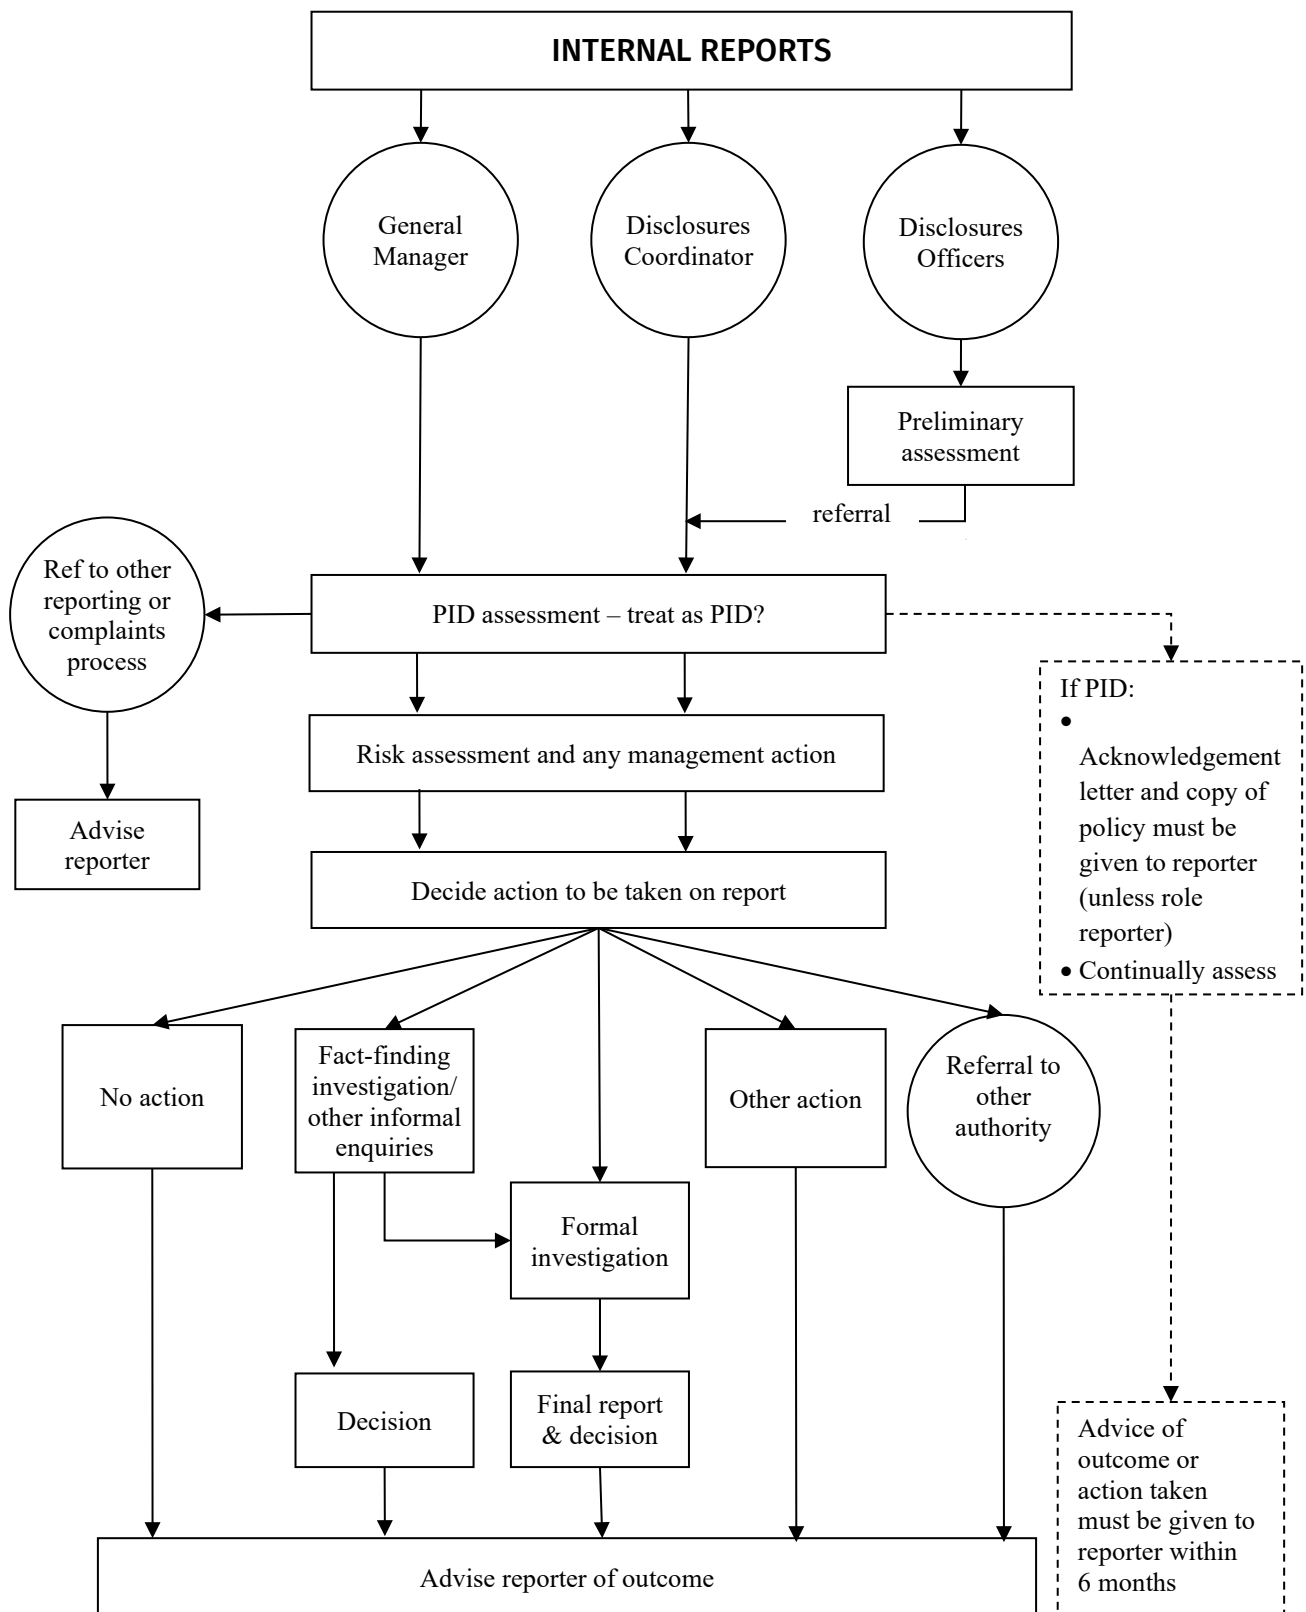 INTERNAL REPORTS
General
Manager
Disclosures
Coordinator
Disclosures
Officers
Preliminary
assessment
referral
Ref to other
reporting or
complaints
process
PID assessment – treat as PID?
If PID:
•
Acknowledgement
letter and copy of
policy must be
given to reporter
(unless role
reporter)
• Continually assess
Risk assessment and any management action
Advise
reporter
Decide action to be taken on report
No action
Fact-finding
investigation/
other informal
enquiries
Other action
Referral to
other
authority
Formal
investigation
Decision
Final report
& decision
Advice of
outcome or
action taken
must be given to
reporter within
6 months
Advise reporter of outcome